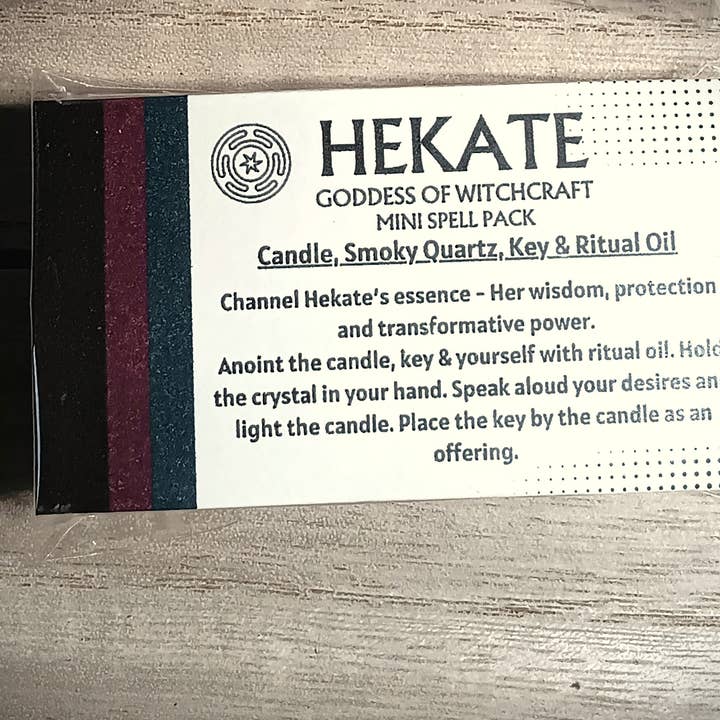 HEKATE
GODDESS OF WITCHCRAFT
MINI SPELL PACK
Candle, Smoky Quartz, Key & Ritual Oil
Channel Hekate's essence - Her wisdom, protection
and transformative power.
Anoint the candle, key & yourself with ritual oil. Hold
the crystal in your hand. Speak aloud your desires an
light the candle. Place the key by the candle as an
offering.